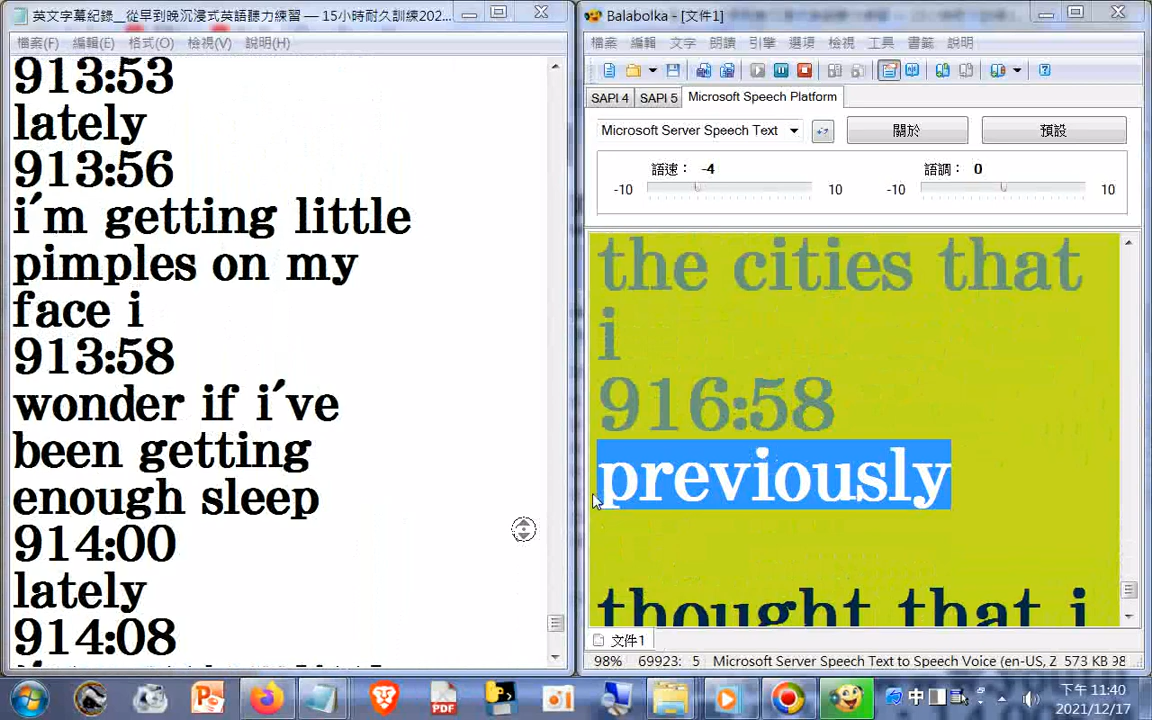 英文字幕紀錄__從早到晚沉浸式英語聽力練習 — 15小時耐久訓練202...
檔案(F) 編輯(E) 格式(O) 檢視(V) 說明(H)
913:53
lately
913:56
i'm getting little
pimples on my
face i
913:58
wonder if i've
been getting
enough sleep
914:00
lately
914:08
Balabolka - [文件1]
檔案 編輯 文字 朗讀 引擎 選項 檢視 工具 書籤 說明
SAPI 4 SAPI 5 Microsoft Speech Platform
Microsoft Server Speech Text 關於 預設
語速： -4 語調： 0
-10 10 -10 10
the cities that
i
916:58
previously
thought that i
文件1
98% 69923: 5 Microsoft Server Speech Text to Speech Voice (en-US, Z 573 KB 98
PDF 中 下午 11:40
2021/12/17